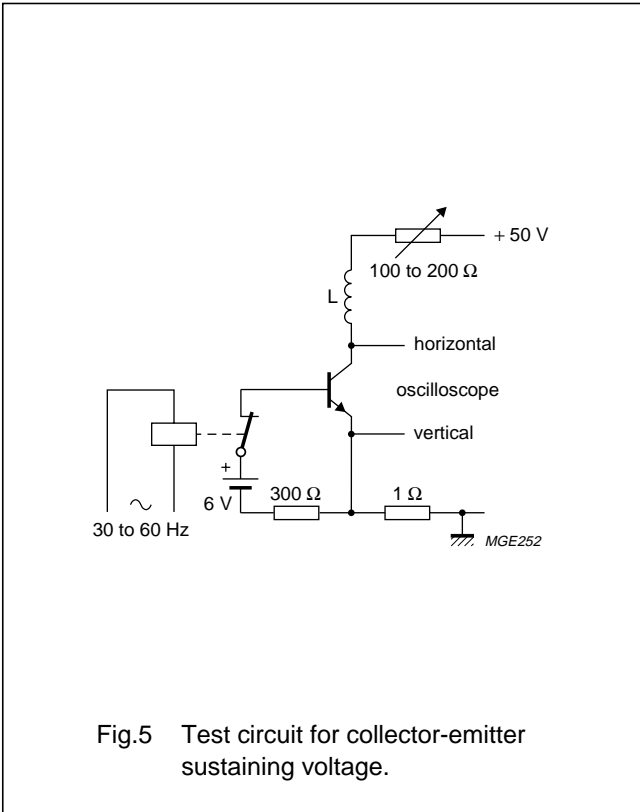 + 50 V
100 to 200 Ω
L
horizontal
oscilloscope
vertical
+
6 V
300 Ω
1 Ω
30 to 60 Hz
MGE252
Fig.5 Test circuit for collector-emitter
sustaining voltage.